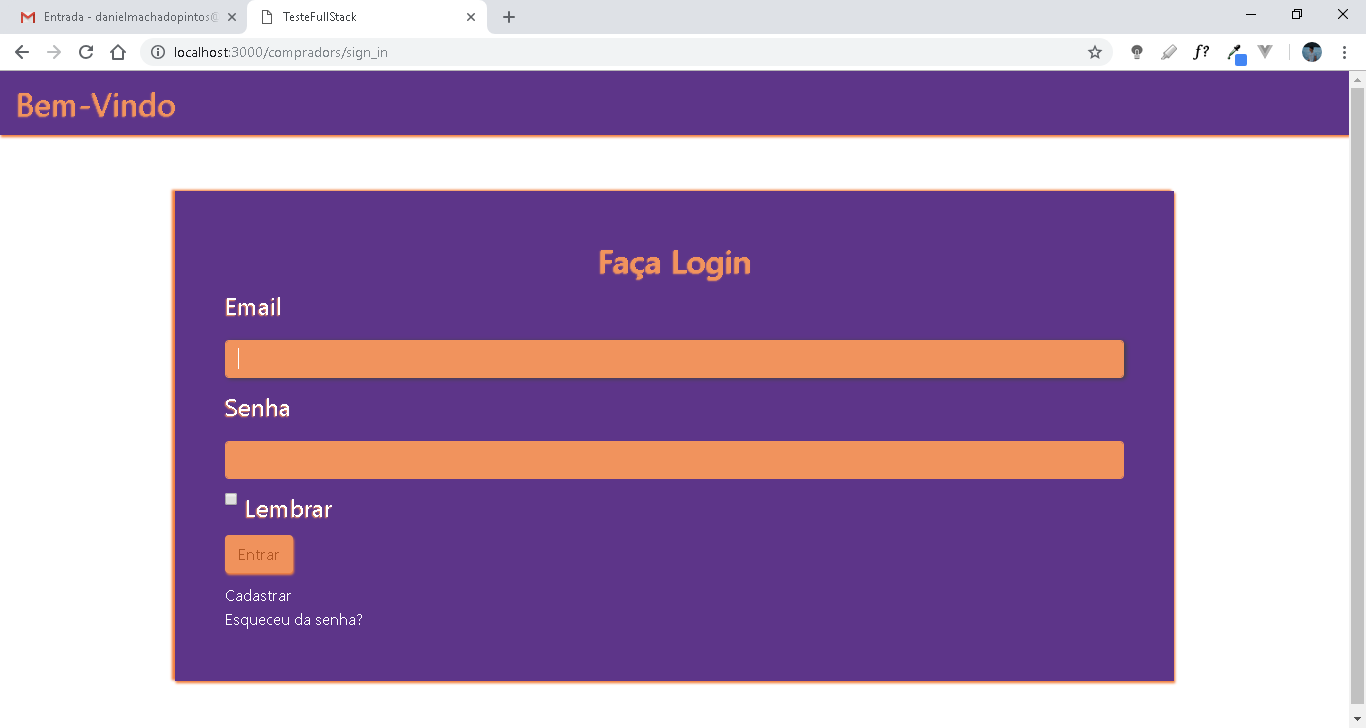 Entrada - danielmachadopintos@
TesteFullStack
localhost:3000/compradors/sign_in
f?
Bem-Vindo
Faça Login
Email
Senha
Lembrar
Entrar
Cadastrar
Esqueceu da senha?